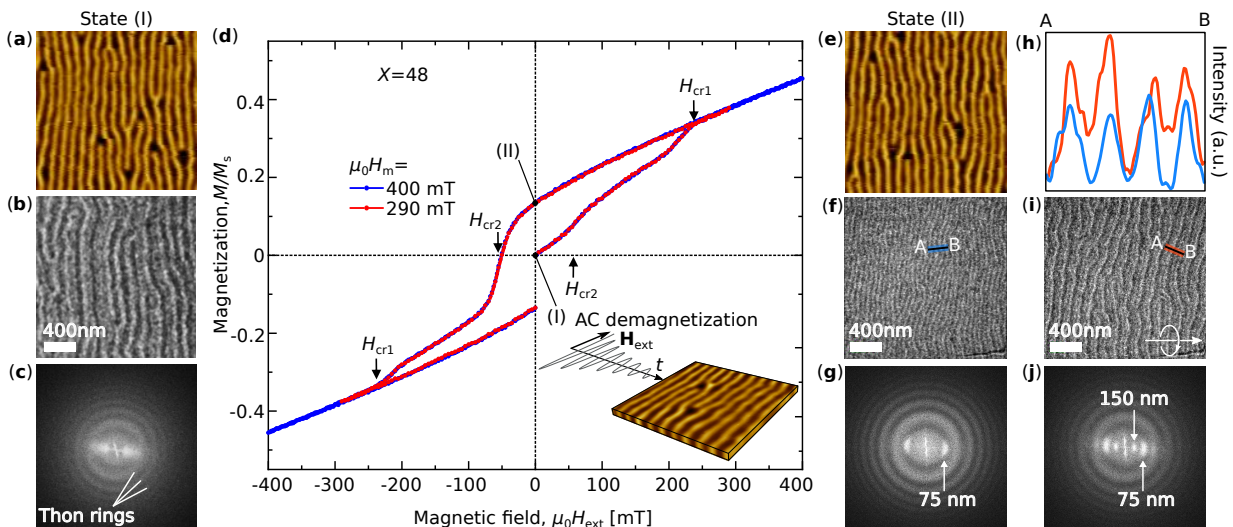 State (I)
(a)
(b)
400nm
(c)
Thon rings
(d)
X=48
μ₀Hₘ=
400 mT
290 mT
Hcr1
(II)
Hcr2
Hcr2
(I)
Hcr1
AC demagnetization
Hext
t
Magnetization,M/Ms
0.4
0.2
0
-0.2
-0.4
-400 -300 -200 -100 0 100 200 300 400
Magnetic field, μ₀Hext [mT]
State (II)
(e)
(f)
A B
400nm
(g)
75 nm
A B
(h)
Intensity (a.u.)
(i)
A B
400nm
(j)
150 nm
75 nm